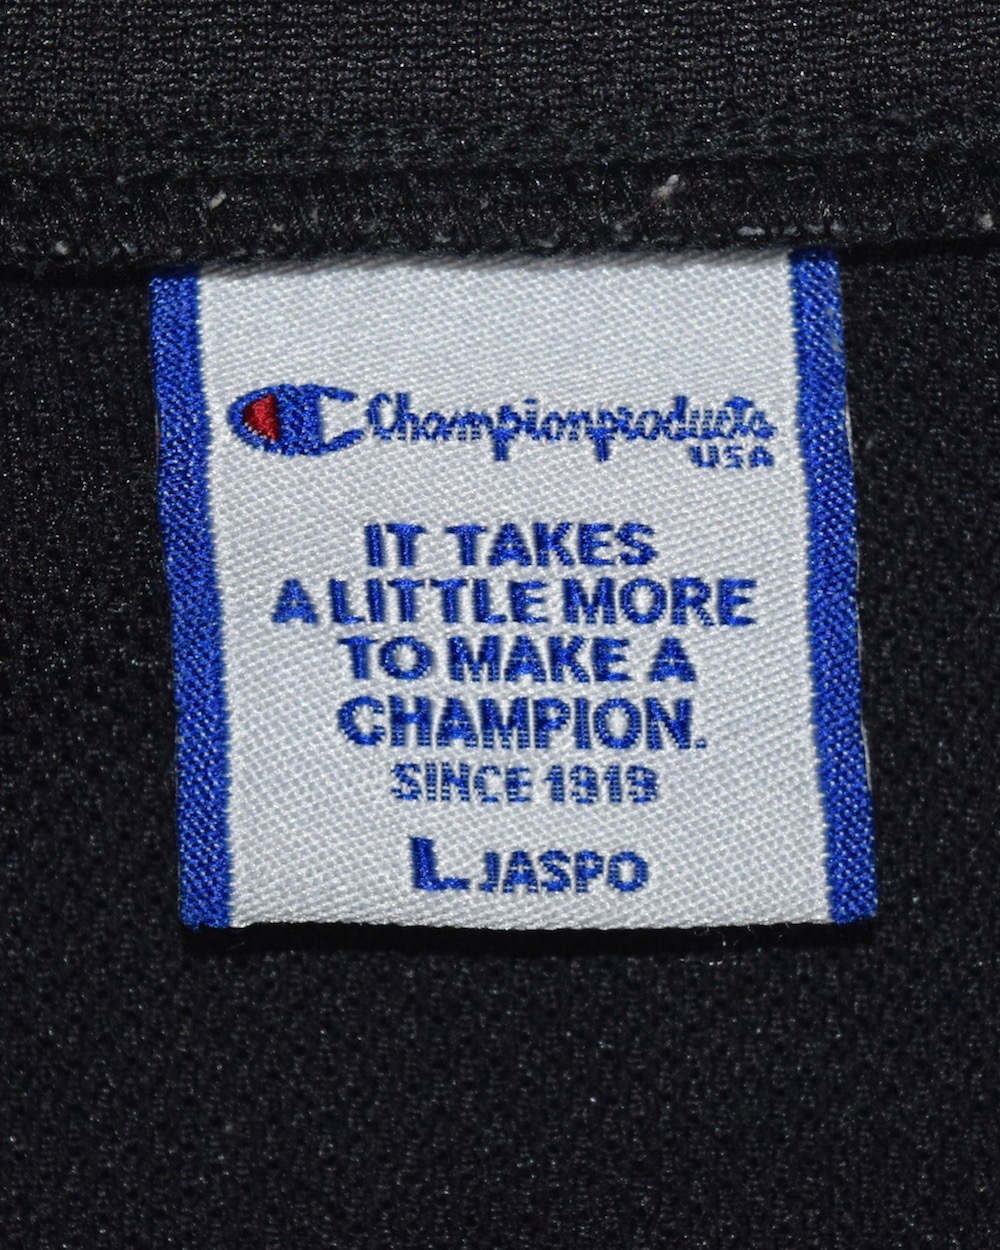 Championproducts
USA
IT TAKES
A LITTLE MORE
TO MAKE A
CHAMPION.
SINCE 1919
L JASPO